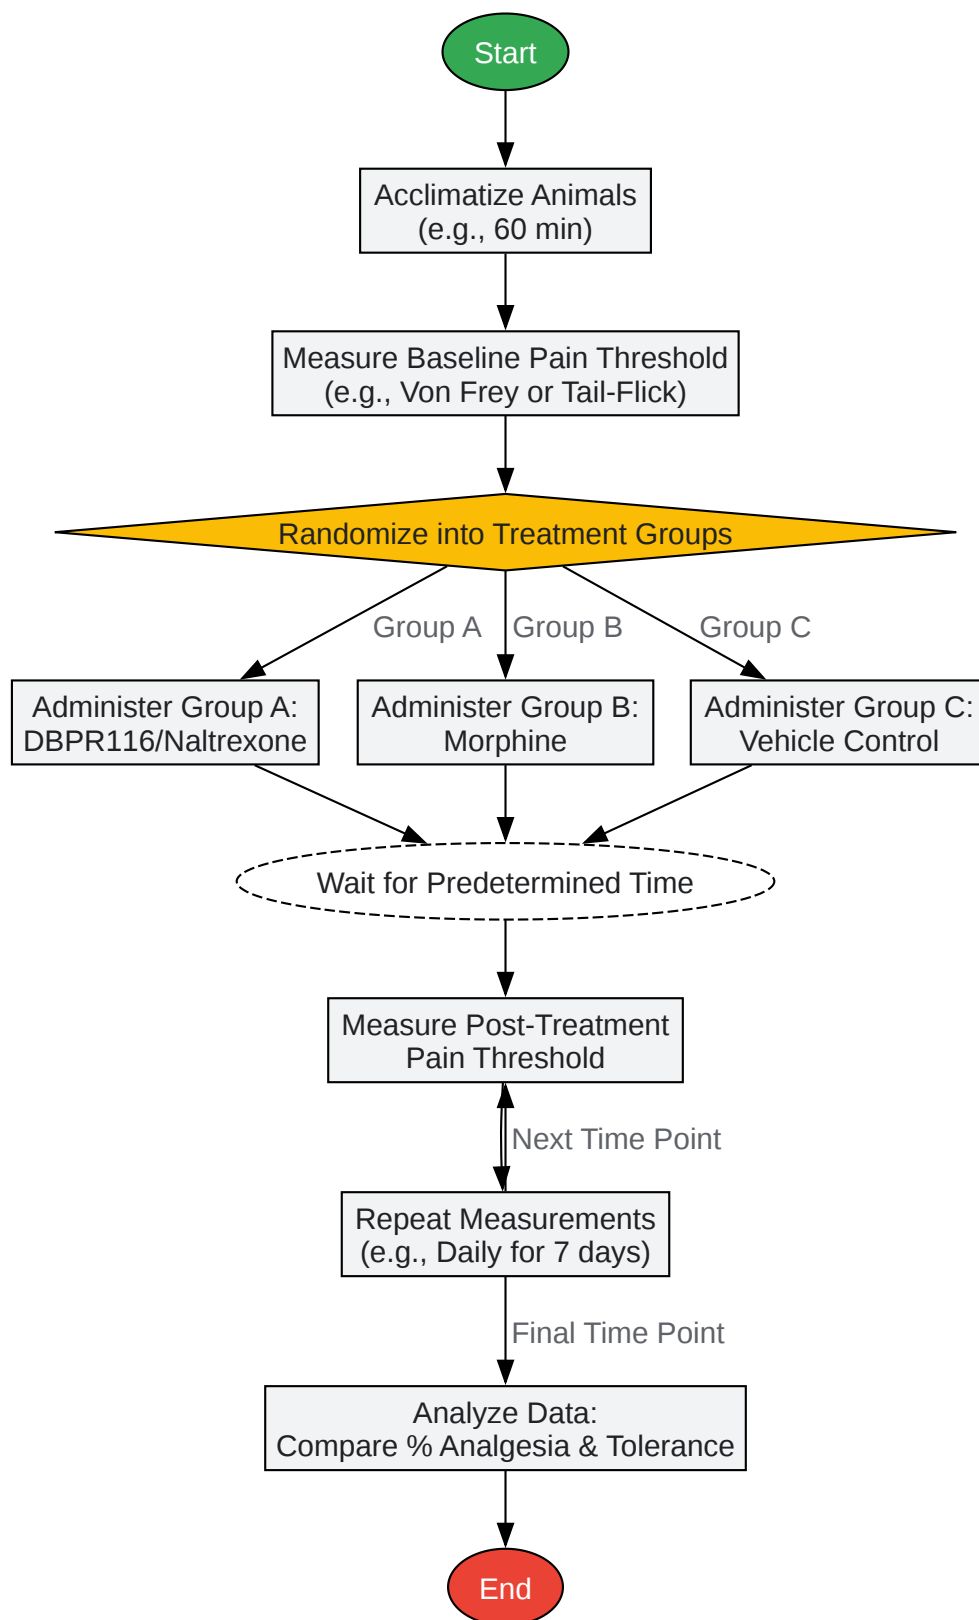 Start
Acclimatize Animals
(e.g., 60 min)
Measure Baseline Pain Threshold
(e.g., Von Frey or Tail-Flick)
Randomize into Treatment Groups
Group A
Group B
Group C
Administer Group A:
DBPR116/Naltrexone
Administer Group B:
Morphine
Administer Group C:
Vehicle Control
Wait for Predetermined Time
Measure Post-Treatment
Pain Threshold
Next Time Point
Repeat Measurements
(e.g., Daily for 7 days)
Final Time Point
Analyze Data:
Compare % Analgesia & Tolerance
End